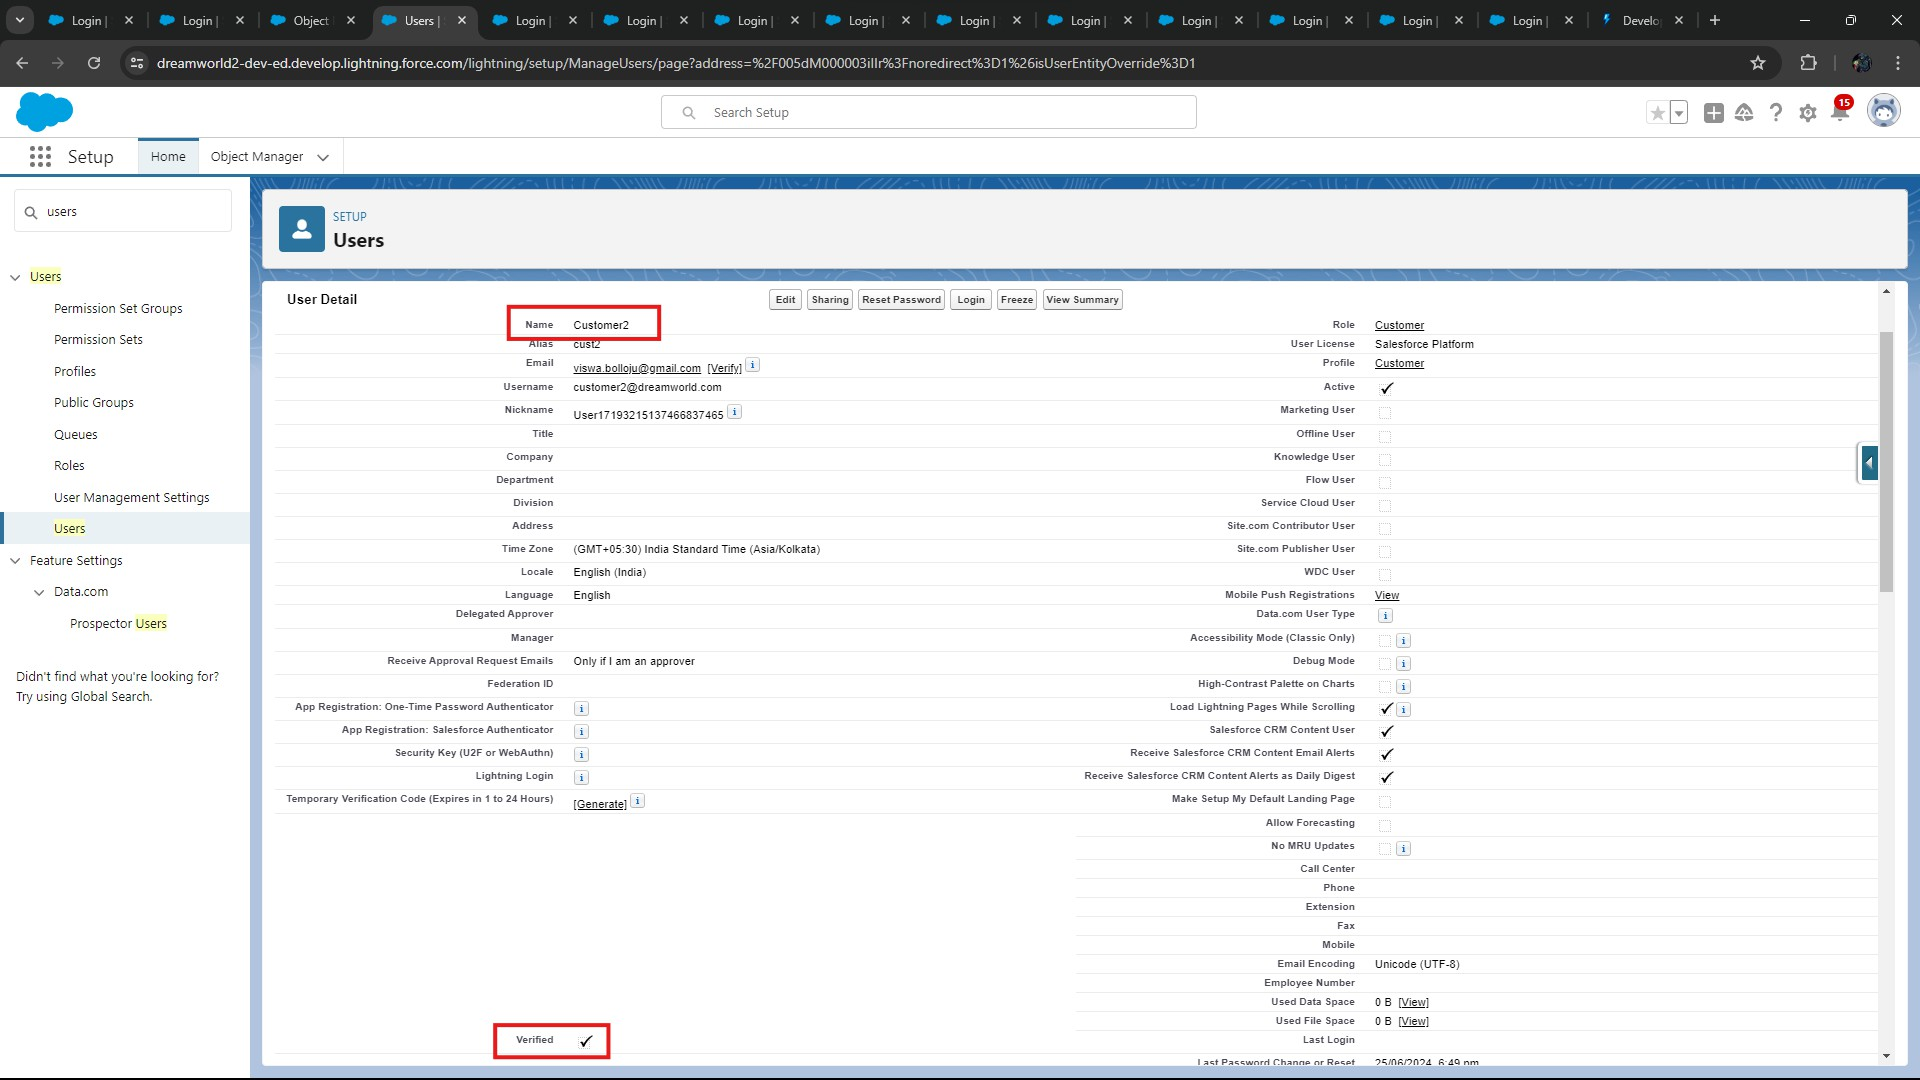 Login |
Login |
Object
Users |
Login |
Login |
Login |
Login |
Login |
Login |
Login |
Login |
Login |
Login |
Develo
dreamworld2-dev-ed.develop.lightning.force.com/lightning/setup/ManageUsers/page?address=%2F005dM000003iIIr%3Fnoredirect%3D1%26isUserEntityOverride%3D1
Search Setup
15
Setup
Home
Object Manager
users
Users
Permission Set Groups
Permission Sets
Profiles
Public Groups
Queues
Roles
User Management Settings
Users
Feature Settings
Data.com
Prospector Users
Didn't find what you're looking for?
Try using Global Search.
SETUP
Users
User Detail
Edit Sharing Reset Password Login Freeze View Summary
Name Customer2
Alias cust2
Email viswa.bolloju@gmail.com [Verify] i
Username customer2@dreamworld.com
Nickname User17193215137466837465 i
Title
Company
Department
Division
Address
Time Zone (GMT+05:30) India Standard Time (Asia/Kolkata)
Locale English (India)
Language English
Delegated Approver
Manager
Receive Approval Request Emails Only if I am an approver
Federation ID
App Registration: One-Time Password Authenticator i
App Registration: Salesforce Authenticator i
Security Key (U2F or WebAuthn) i
Lightning Login i
Temporary Verification Code (Expires in 1 to 24 Hours) [Generate] i
Verified
Role Customer
User License Salesforce Platform
Profile Customer
Active
Marketing User
Offline User
Knowledge User
Flow User
Service Cloud User
Site.com Contributor User
Site.com Publisher User
WDC User
Mobile Push Registrations View
Data.com User Type i
Accessibility Mode (Classic Only) i
Debug Mode i
High-Contrast Palette on Charts i
Load Lightning Pages While Scrolling i
Salesforce CRM Content User
Receive Salesforce CRM Content Email Alerts
Receive Salesforce CRM Content Alerts as Daily Digest
Make Setup My Default Landing Page
Allow Forecasting
No MRU Updates i
Call Center
Phone
Extension
Fax
Mobile
Email Encoding Unicode (UTF-8)
Employee Number
Used Data Space 0 B [View]
Used File Space 0 B [View]
Last Login
Last Password Change or Reset 25/06/2024, 6:49 pm